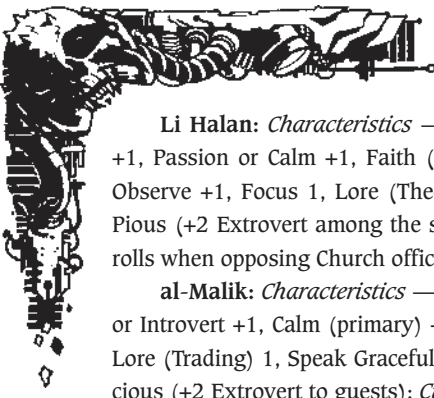 Li Halan: Characteristics —
+1, Passion or Calm +1, Faith (
Observe +1, Focus 1, Lore (The
Pious (+2 Extrovert among the s
rolls when opposing Church offic
al-Malik: Characteristics —
or Introvert +1, Calm (primary)
Lore (Trading) 1, Speak Graceful
cious (+2 Extrovert to guests);